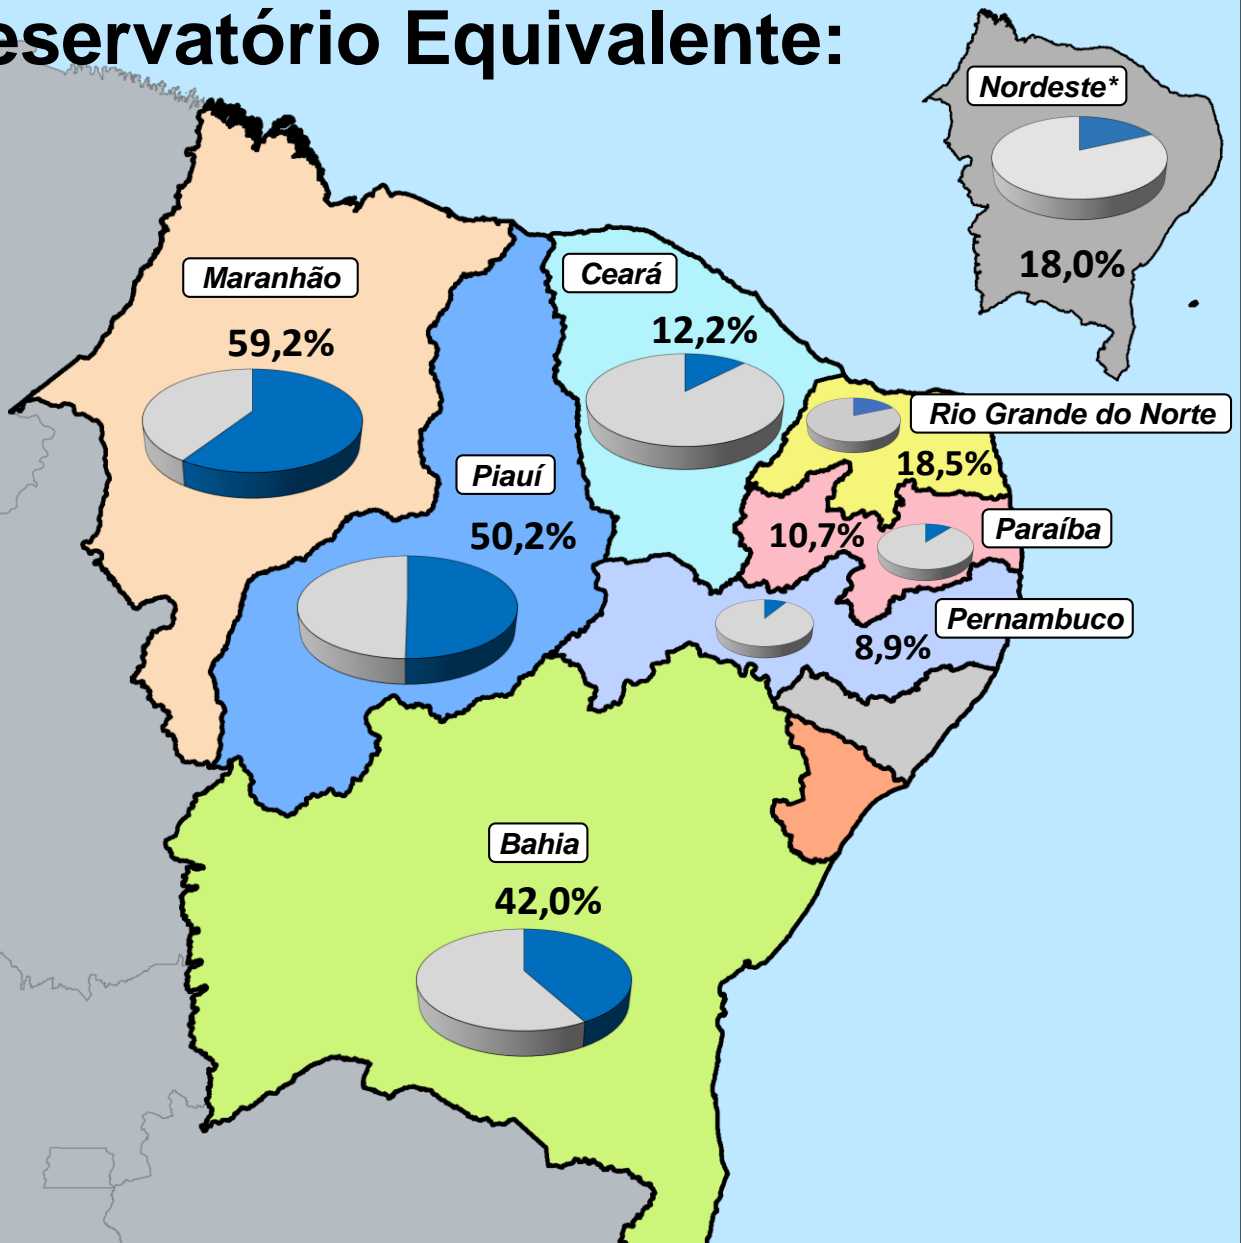 eservatório Equivalente:
Nordeste*
18,0%
Maranhão
59,2%
Ceará
12,2%
Rio Grande do Norte
18,5%
Piauí
50,2%
Paraíba
10,7%
Pernambuco
8,9%
Bahia
42,0%